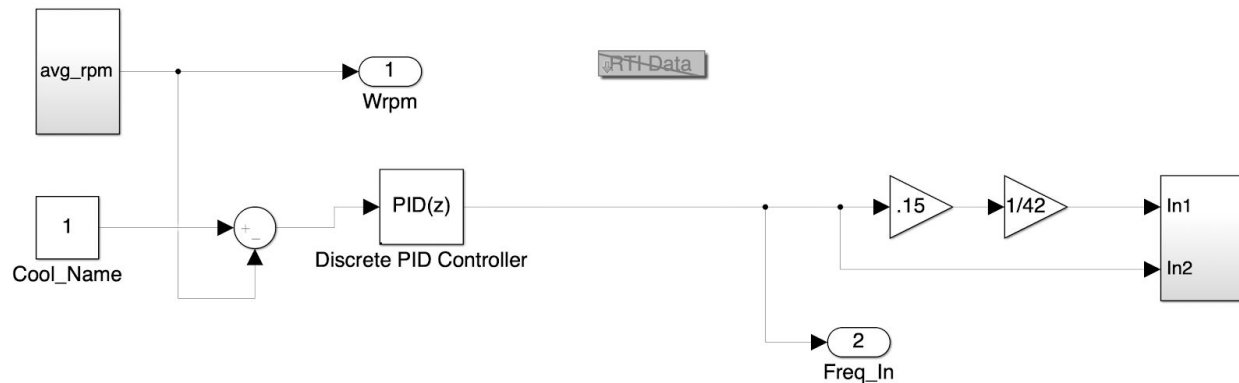 avg_rpm
1
Wrpm
RTI Data
1
Cool_Name
+
−
PID(z)
Discrete PID Controller
.15
1/42
In1
In2
2
Freq_In